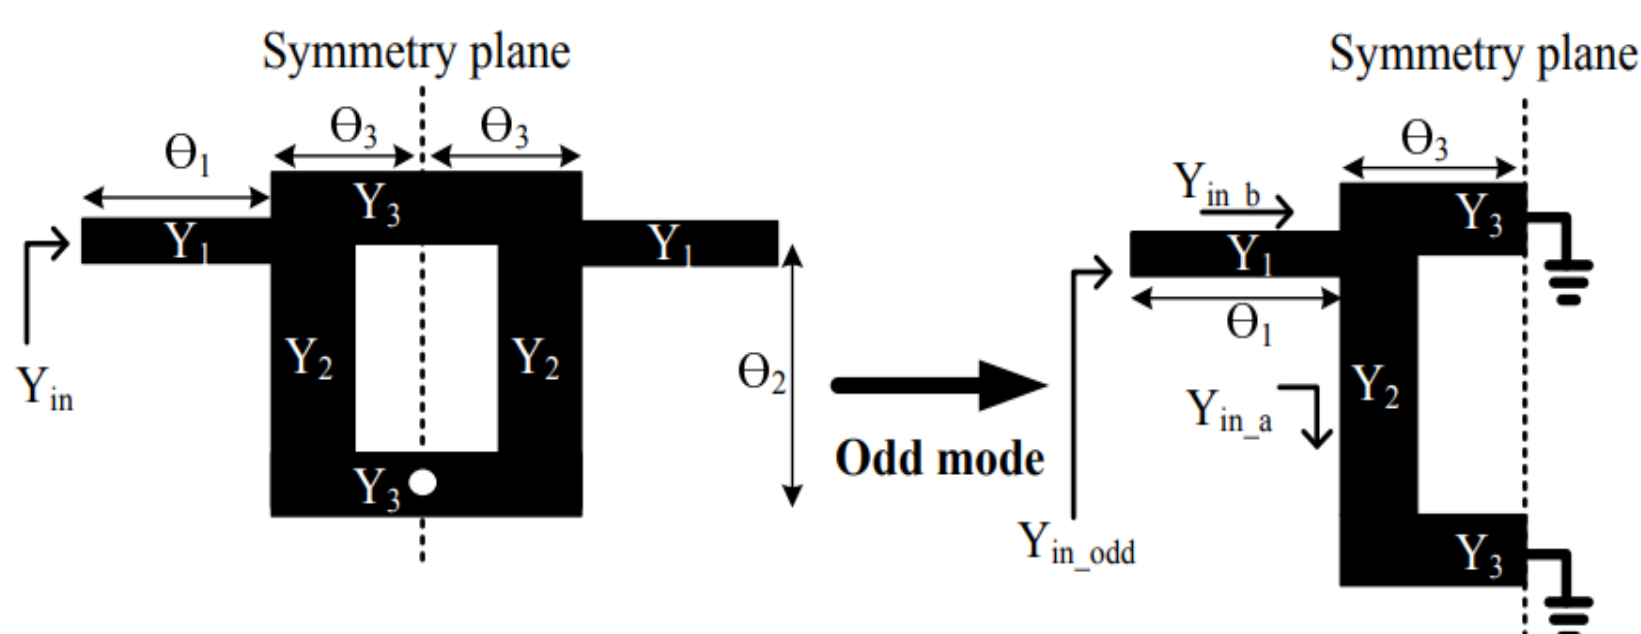 Symmetry plane
Θ3 Θ3
Θ1
Y3
Y1 Y1
Y2 Y2
Θ2
Yin
Y3
Odd mode
Symmetry plane
Θ3
Yin_b
Y3
Y1
Θ1
Y2
Yin_a
Yin_odd
Y3